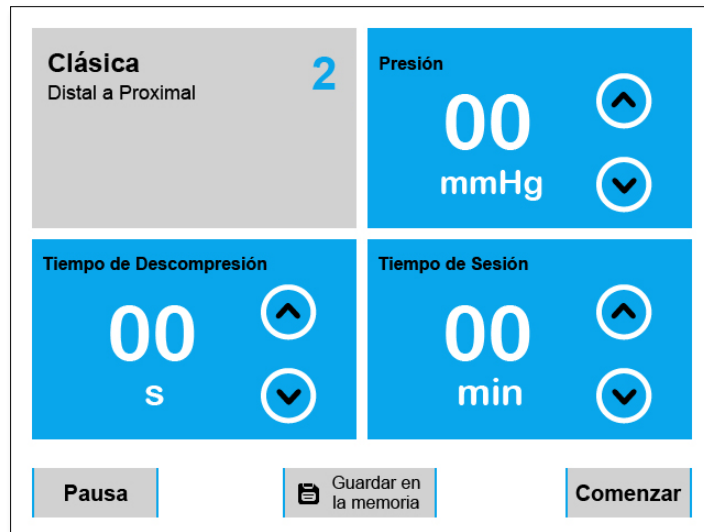 Clásica
2
Distal a Proximal
Presión
00
mmHg
Tiempo de Descompresión
00
s
Tiempo de Sesión
00
min
Pausa
Guardar en
la memoria
Comenzar